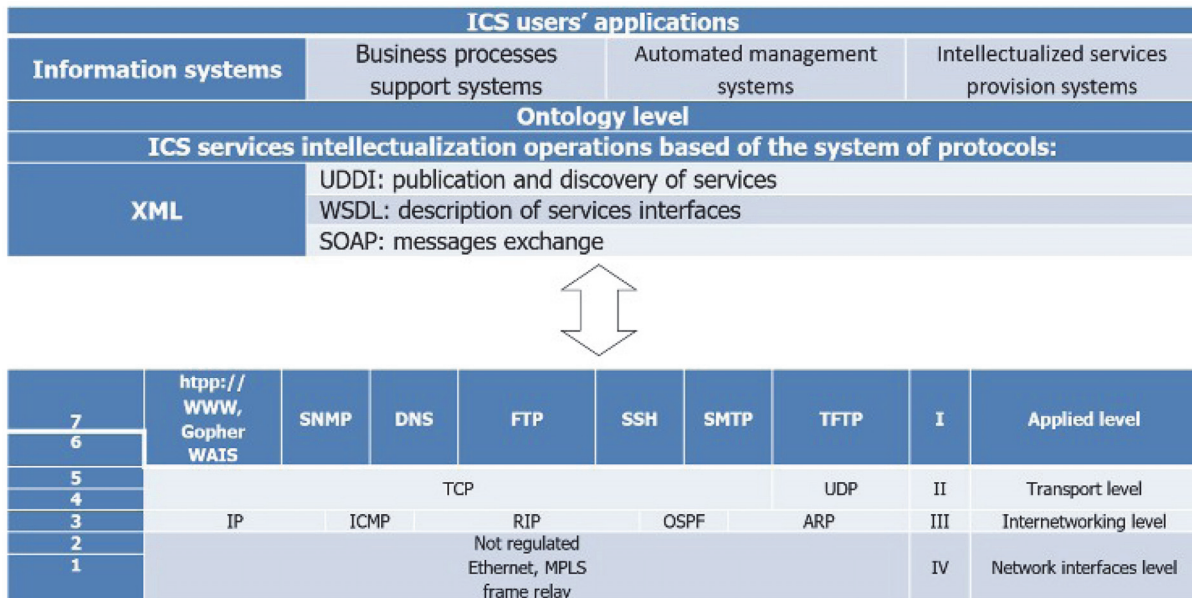 ICS users' applications
Information systems
Business processes
support systems
Automated management
systems
Intellectualized services
provision systems
Ontology level
ICS services intellectualization operations based of the system of protocols:
XML
UDDI: publication and discovery of services
WSDL: description of services interfaces
SOAP: messages exchange
7
6
htpp://
WWW,
Gopher
WAIS
SNMP
DNS
FTP
SSH
SMTP
TFTP
I
Applied level
5
4
TCP
UDP
II
Transport level
3
IP
ICMP
RIP
OSPF
ARP
III
Internetworking level
2
1
Not regulated
Ethernet, MPLS
frame relay
IV
Network interfaces level